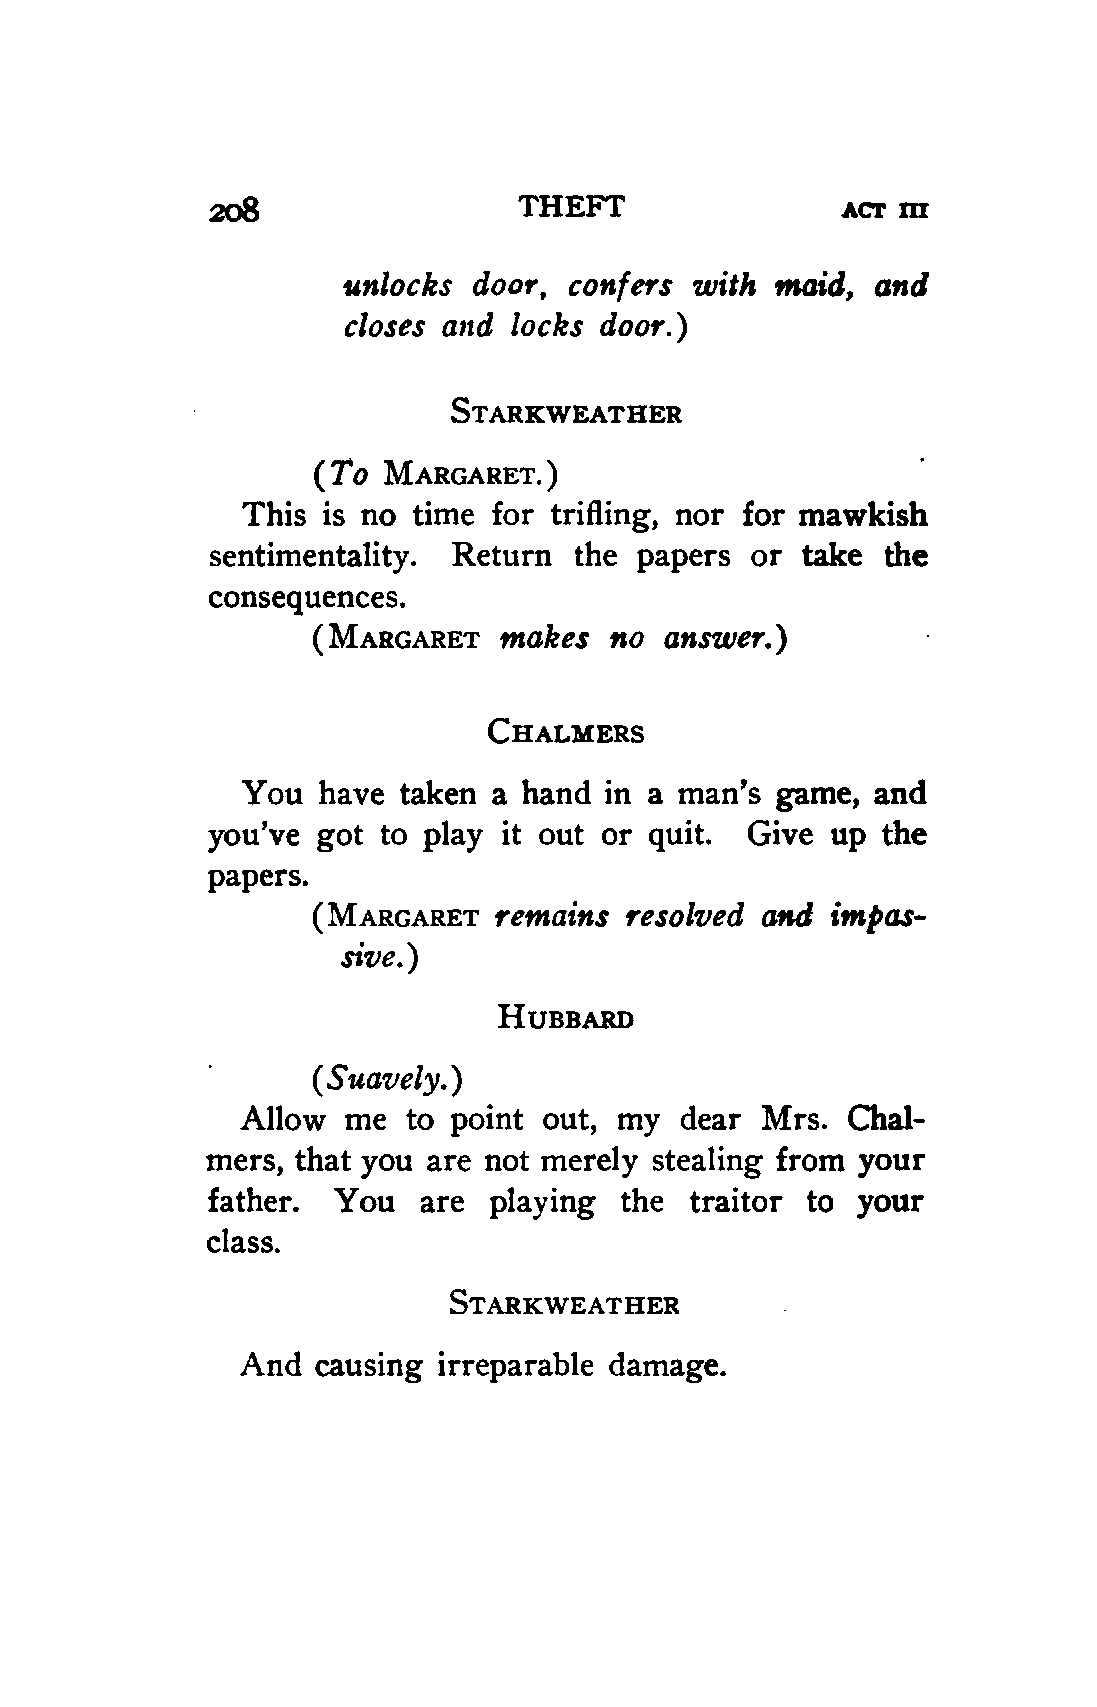 208 THEFT ACT III
unlocks door, confers with maid, and
closes and locks door.)
STARKWEATHER
(To MARGARET.)
This is no time for trifling, nor for mawkish
sentimentality. Return the papers or take the
consequences.
(MARGARET makes no answer.)
CHALMERS
You have taken a hand in a man's game, and
you've got to play it out or quit. Give up the
papers.
(MARGARET remains resolved and impas-
sive.)
HUBBARD
(Suavely.)
Allow me to point out, my dear Mrs. Chal-
mers, that you are not merely stealing from your
father. You are playing the traitor to your
class.
STARKWEATHER
And causing irreparable damage.